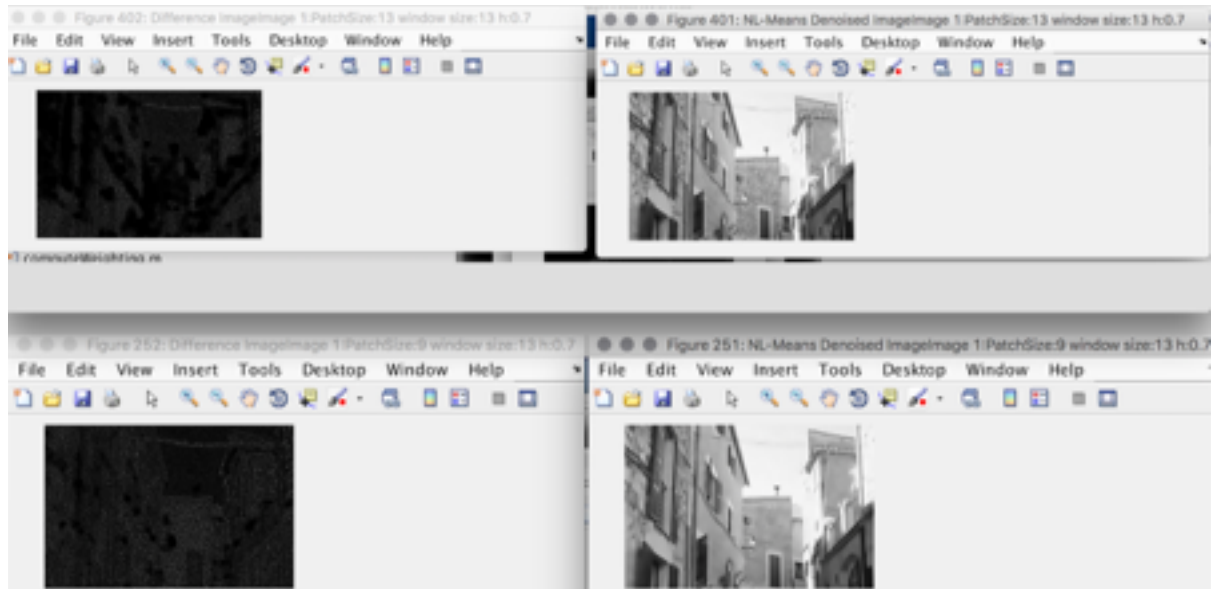 Figure 402: Difference ImageImage 1:PatchSize:13 window size:13 h:0.7
File Edit View Insert Tools Desktop Window Help
Figure 401: NL-Means Denoised ImageImage 1:PatchSize:13 window size:13 h:0.7
File Edit View Insert Tools Desktop Window Help
computeWeighting.m
Figure 252: Difference ImageImage 1:PatchSize:9 window size:13 h:0.7
File Edit View Insert Tools Desktop Window Help
Figure 251: NL-Means Denoised ImageImage 1:PatchSize:9 window size:13 h:0.7
File Edit View Insert Tools Desktop Window Help